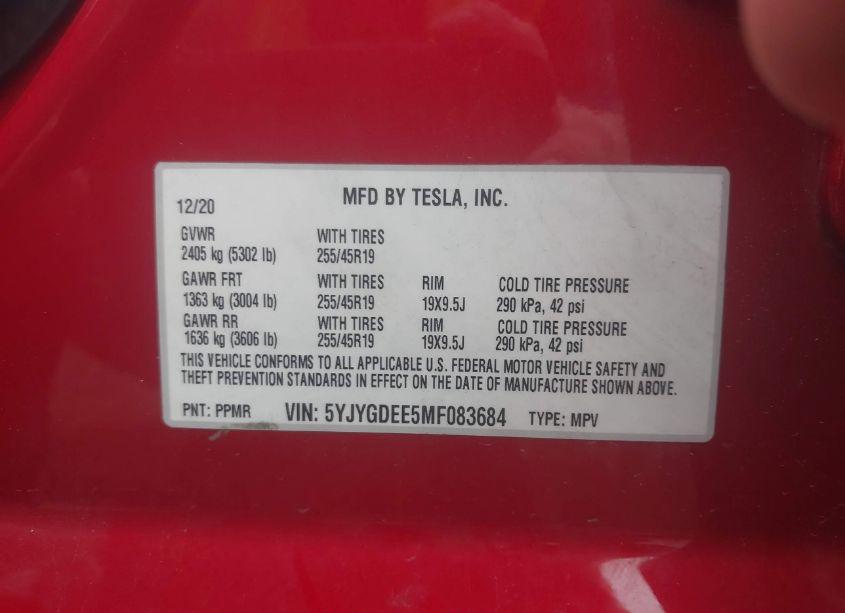 12/20 MFD BY TESLA, INC.
GVWR WITH TIRES
2405 kg (5302 lb) 255/45R19
GAWR FRT WITH TIRES RIM COLD TIRE PRESSURE
1363 kg (3004 lb) 255/45R19 19X9.5J 290 kPa, 42 psi
GAWR RR WITH TIRES RIM COLD TIRE PRESSURE
1636 kg (3606 lb) 255/45R19 19X9.5J 290 kPa, 42 psi
THIS VEHICLE CONFORMS TO ALL APPLICABLE U.S. FEDERAL MOTOR VEHICLE SAFETY AND
THEFT PREVENTION STANDARDS IN EFFECT ON THE DATE OF MANUFACTURE SHOWN ABOVE.
PNT: PPMR VIN: 5YJYGDEE5MF083684 TYPE: MPV